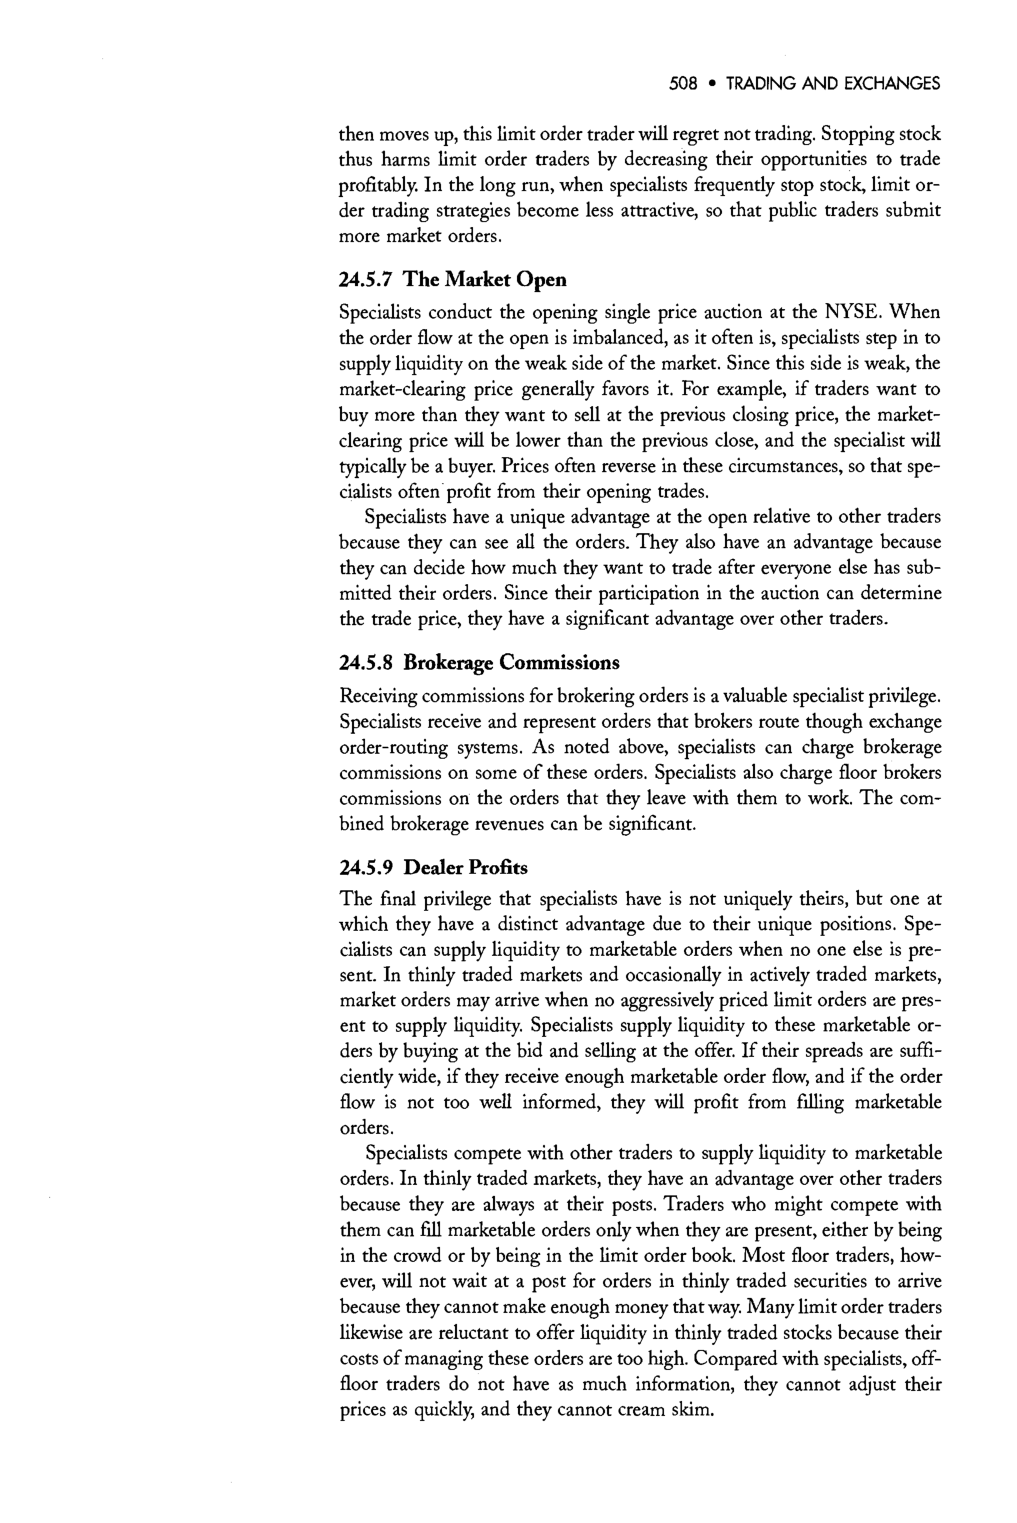 508 • TRADING AND EXCHANGES
then moves up, this limit order trader will regret not trading. Stopping stock
thus harms limit order traders by decreasing their opportunities to trade
profitably. In the long run, when specialists frequently stop stock, limit or-
der trading strategies become less attractive, so that public traders submit
more market orders.
24.5.7 The Market Open
Specialists conduct the opening single price auction at the NYSE. When
the order flow at the open is imbalanced, as it often is, specialists step in to
supply liquidity on the weak side of the market. Since this side is weak, the
market-clearing price generally favors it. For example, if traders want to
buy more than they want to sell at the previous closing price, the market-
clearing price will be lower than the previous close, and the specialist will
typically be a buyer. Prices often reverse in these circumstances, so that spe-
cialists often profit from their opening trades.
Specialists have a unique advantage at the open relative to other traders
because they can see all the orders. They also have an advantage because
they can decide how much they want to trade after everyone else has sub-
mitted their orders. Since their participation in the auction can determine
the trade price, they have a significant advantage over other traders.
24.5.8 Brokerage Commissions
Receiving commissions for brokering orders is a valuable specialist privilege.
Specialists receive and represent orders that brokers route though exchange
order-routing systems. As noted above, specialists can charge brokerage
commissions on some of these orders. Specialists also charge floor brokers
commissions on the orders that they leave with them to work. The com-
bined brokerage revenues can be significant.
24.5.9 Dealer Profits
The final privilege that specialists have is not uniquely theirs, but one at
which they have a distinct advantage due to their unique positions. Spe-
cialists can supply liquidity to marketable orders when no one else is pre-
sent. In thinly traded markets and occasionally in actively traded markets,
market orders may arrive when no aggressively priced limit orders are pres-
ent to supply liquidity. Specialists supply liquidity to these marketable or-
ders by buying at the bid and selling at the offer. If their spreads are suffi-
ciently wide, if they receive enough marketable order flow, and if the order
flow is not too well informed, they will profit from filling marketable
orders.
Specialists compete with other traders to supply liquidity to marketable
orders. In thinly traded markets, they have an advantage over other traders
because they are always at their posts. Traders who might compete with
them can fill marketable orders only when they are present, either by being
in the crowd or by being in the limit order book. Most floor traders, how-
ever, will not wait at a post for orders in thinly traded securities to arrive
because they cannot make enough money that way. Many limit order traders
likewise are reluctant to offer liquidity in thinly traded stocks because their
costs of managing these orders are too high. Compared with specialists, off-
floor traders do not have as much information, they cannot adjust their
prices as quickly, and they cannot cream skim.